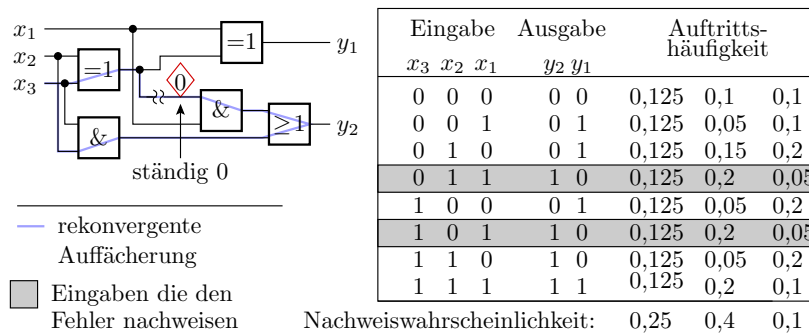 x₁
x₂
x₃
=1
&
0
ständig 0
&
=1
≥1
y₁
y₂
rekonvergente
Auffächerung
Eingaben die den
Fehler nachweisen
Eingabe Ausgabe Auftritts-
häufigkeit
x₃ x₂ x₁ y₂ y₁
0 0 0 0 0 0,125 0,1 0,1
0 0 1 0 1 0,125 0,05 0,1
0 1 0 0 1 0,125 0,15 0,2
0 1 1 1 0 0,125 0,2 0,05
1 0 0 0 1 0,125 0,05 0,2
1 0 1 1 0 0,125 0,2 0,05
1 1 0 1 0 0,125 0,05 0,2
1 1 1 1 1 0,125 0,2 0,1
Nachweiswahrscheinlichkeit: 0,25 0,4 0,1